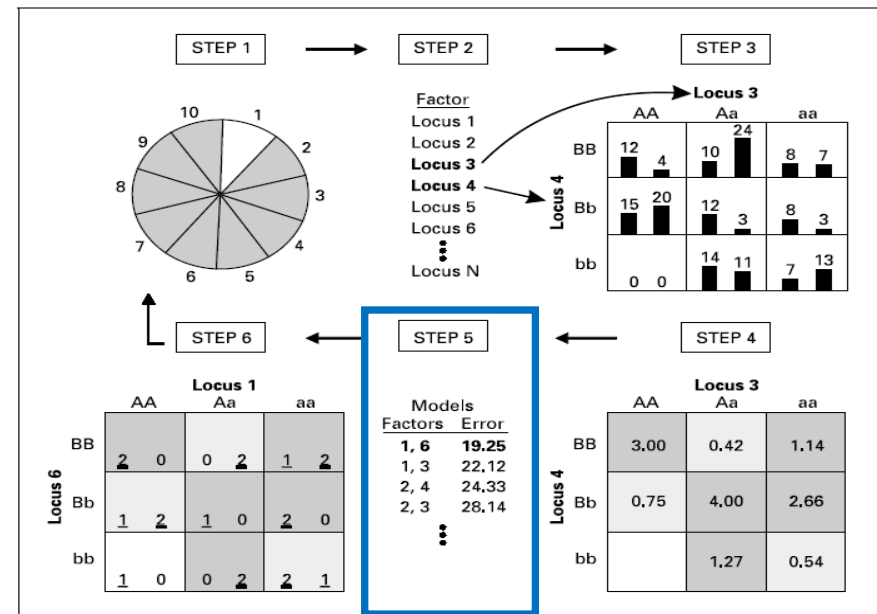 STEP 1
STEP 2
STEP 3
10
1
9
2
8
3
7
4
6
5
Factor
Locus 1
Locus 2
Locus 3
Locus 4
Locus 5
Locus 6
Locus N
Locus 3
AA Aa aa
Locus 4
BB 12 4 10 24 8 7
Bb 15 20 12 3 8 3
bb 0 0 14 11 7 13
STEP 6
STEP 5
STEP 4
Locus 1
AA Aa aa
Locus 6
BB 2 0 0 2 1 2
Bb 1 2 1 0 2 0
bb 1 0 0 2 2 1
Models
Factors Error
1, 6 19.25
1, 3 22.12
2, 4 24.33
2, 3 28.14
Locus 3
AA Aa aa
Locus 4
BB 3.00 0.42 1.14
Bb 0.75 4.00 2.66
bb 1.27 0.54